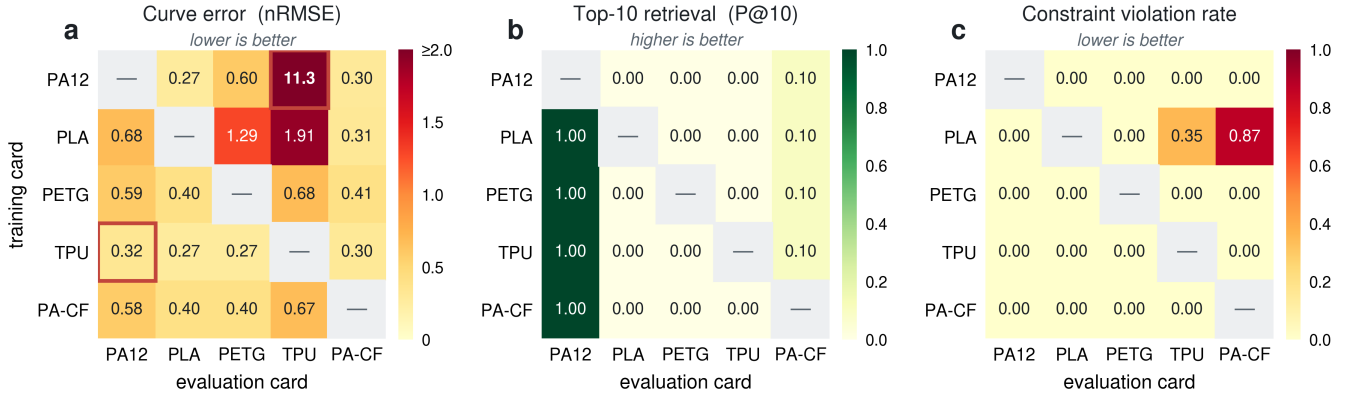 a
Curve error (nRMSE)
lower is better
training card
PA12 — 0.27 0.60 11.3 0.30
PLA 0.68 — 1.29 1.91 0.31
PETG 0.59 0.40 — 0.68 0.41
TPU 0.32 0.27 0.27 — 0.30
PA-CF 0.58 0.40 0.40 0.67 —
PA12 PLA PETG TPU PA-CF
evaluation card
≥2.0
1.5
1.0
0.5
0
b
Top-10 retrieval (P@10)
higher is better
— 0.00 0.00 0.00 0.10
1.00 — 0.00 0.00 0.10
1.00 0.00 — 0.00 0.10
1.00 0.00 0.00 — 0.10
1.00 0.00 0.00 0.00 —
PA12 PLA PETG TPU PA-CF
evaluation card
1.0
0.8
0.6
0.4
0.2
0.0
c
Constraint violation rate
lower is better
PA12 — 0.00 0.00 0.00 0.00
PLA 0.00 — 0.00 0.35 0.87
PETG 0.00 0.00 — 0.00 0.00
TPU 0.00 0.00 0.00 — 0.00
PA-CF 0.00 0.00 0.00 0.00 —
PA12 PLA PETG TPU PA-CF
evaluation card
1.0
0.8
0.6
0.4
0.2
0.0